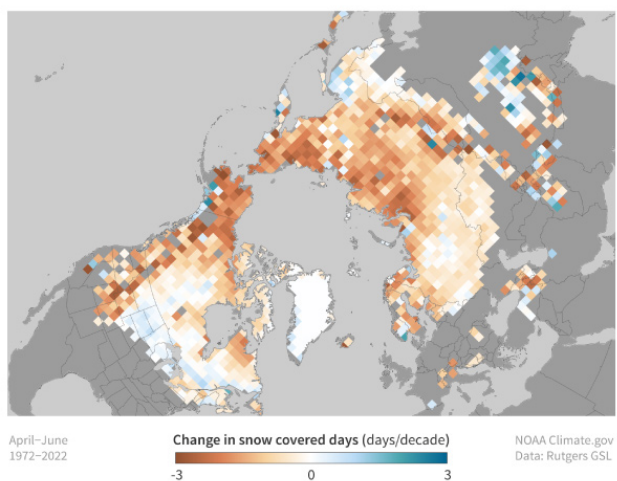 April–June
1972–2022
Change in snow covered days (days/decade)
-3 0 3
NOAA Climate.gov
Data: Rutgers GSL